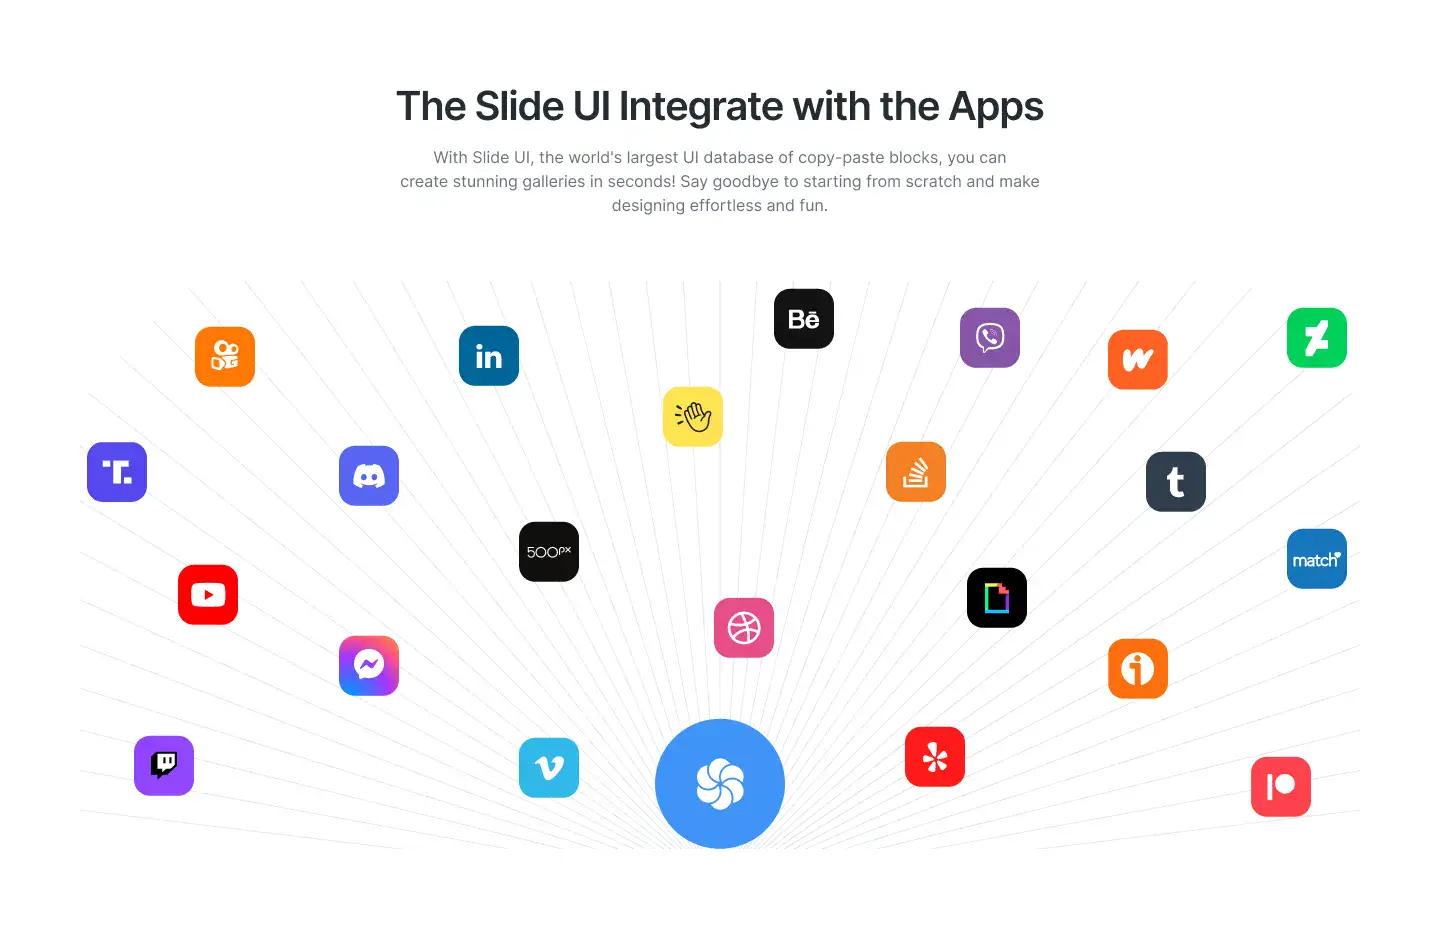 The Slide UI Integrate with the Apps
With Slide UI, the world's largest UI database of copy-paste blocks, you can
create stunning galleries in seconds! Say goodbye to starting from scratch and make
designing effortless and fun.
Bē
in
T.
t
500px
match